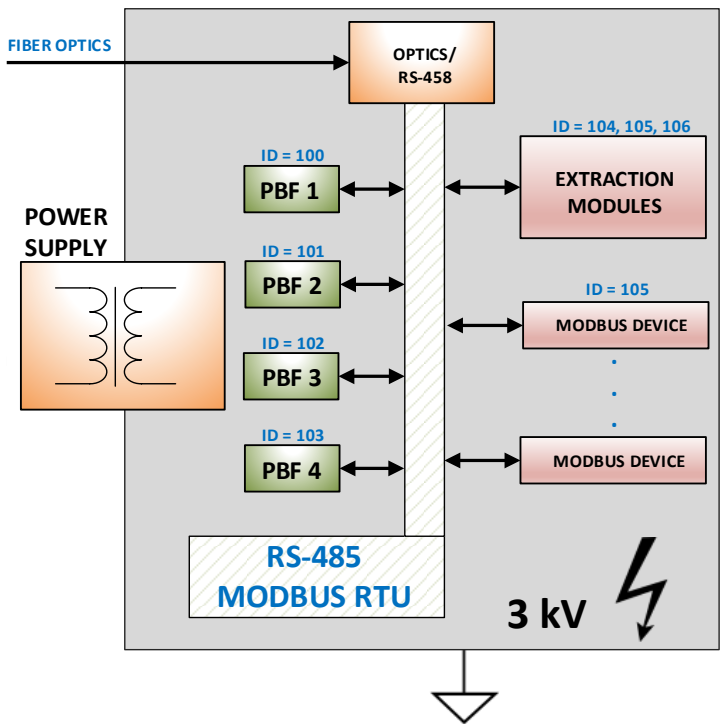 FIBER OPTICS
OPTICS/
RS-458
ID = 100
PBF 1
ID = 104, 105, 106
EXTRACTION
MODULES
POWER
SUPPLY
ID = 101
PBF 2
ID = 105
MODBUS DEVICE
ID = 102
PBF 3
ID = 103
PBF 4
MODBUS DEVICE
RS-485
MODBUS RTU
3 kV